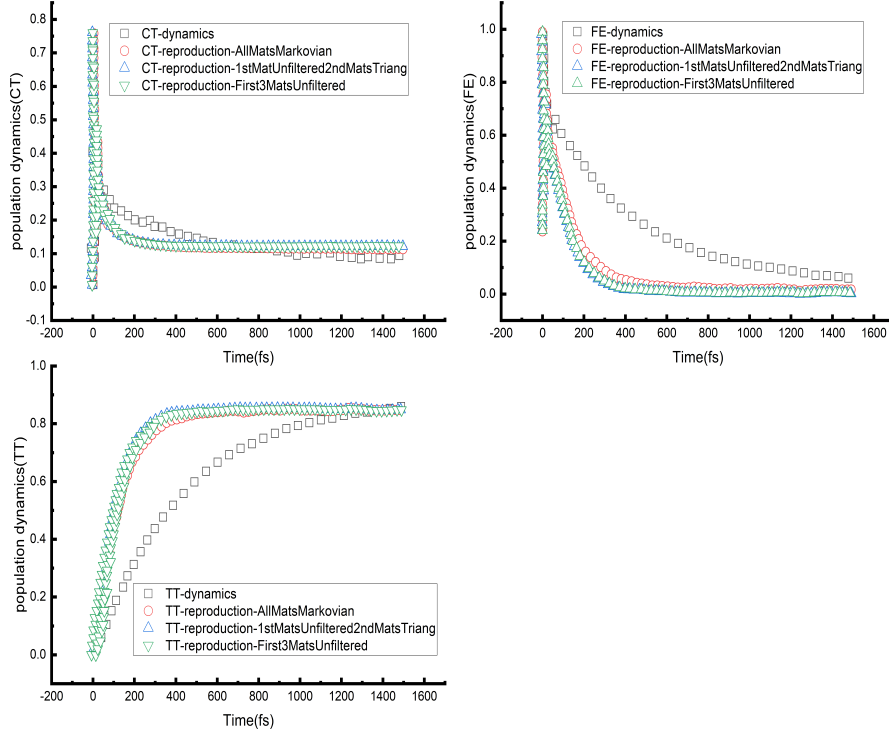 CT-dynamics
CT-reproduction-AllMatsMarkovian
CT-reproduction-1stMatUnfiltered2ndMatsTriang
CT-reproduction-First3MatsUnfiltered
population dynamics(CT)
0.8
0.7
0.6
0.5
0.4
0.3
0.2
0.1
0.0
-0.1
-200 0 200 400 600 800 1000 1200 1400 1600
Time(fs)
FE-dynamics
FE-reproduction-AllMatsMarkovian
FE-reproduction-1stMatUnfiltered2ndMatsTriang
FE-reproduction-First3MatsUnfiltered
population dynamics(FE)
1.0
0.8
0.6
0.4
0.2
0.0
-200 0 200 400 600 800 1000 1200 1400 1600
Time(fs)
population dynamics(TT)
1.0
0.8
0.6
0.4
0.2
0.0
TT-dynamics
TT-reproduction-AllMatsMarkovian
TT-reproduction-1stMatsUnfiltered2ndMatsTriang
TT-reproduction-First3MatsUnfiltered
-200 0 200 400 600 800 1000 1200 1400 1600
Time(fs)